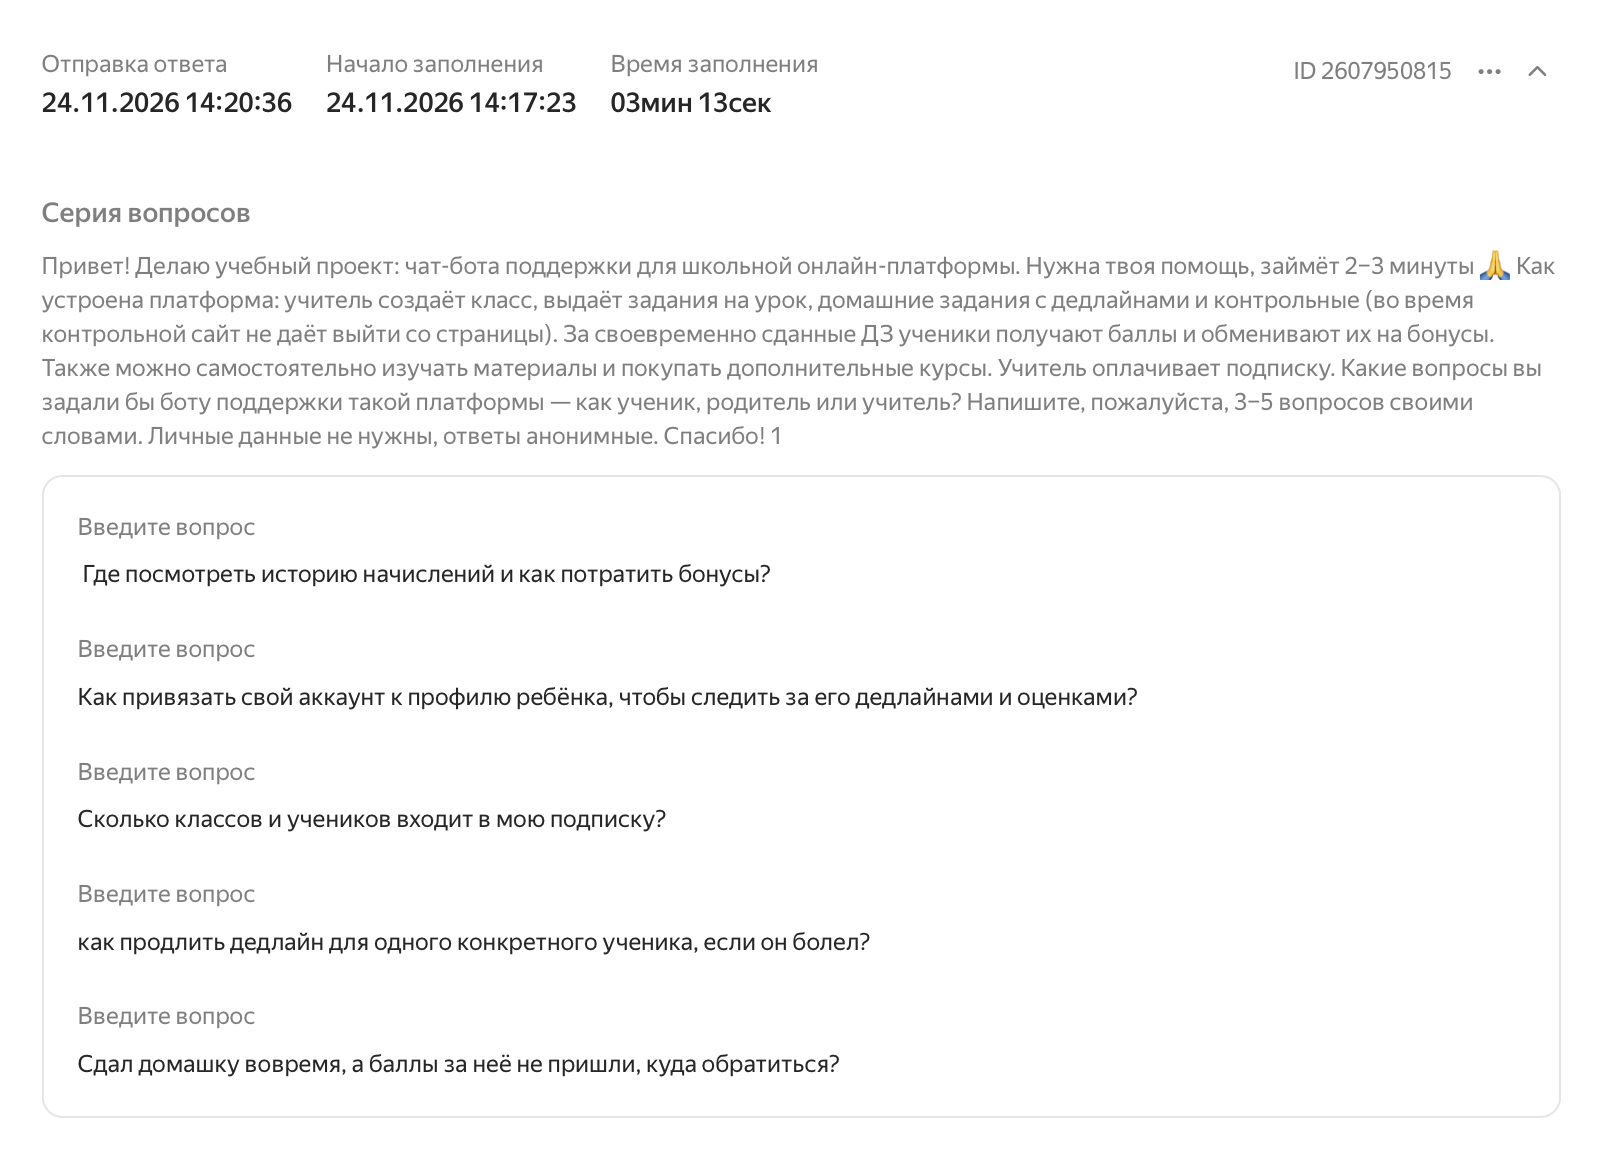 Отправка ответа Начало заполнения Время заполнения ID 2607950815 •••
24.11.2026 14:20:36 24.11.2026 14:17:23 03мин 13сек
Серия вопросов
Привет! Делаю учебный проект: чат-бота поддержки для школьной онлайн-платформы. Нужна твоя помощь, займёт 2–3 минуты 🙏 Как
устроена платформа: учитель создаёт класс, выдаёт задания на урок, домашние задания с дедлайнами и контрольные (во время
контрольной сайт не даёт выйти со страницы). За своевременно сданные ДЗ ученики получают баллы и обменивают их на бонусы.
Также можно самостоятельно изучать материалы и покупать дополнительные курсы. Учитель оплачивает подписку. Какие вопросы вы
задали бы боту поддержки такой платформы — как ученик, родитель или учитель? Напишите, пожалуйста, 3–5 вопросов своими
словами. Личные данные не нужны, ответы анонимные. Спасибо! 1
Введите вопрос
Где посмотреть историю начислений и как потратить бонусы?
Введите вопрос
Как привязать свой аккаунт к профилю ребёнка, чтобы следить за его дедлайнами и оценками?
Введите вопрос
Сколько классов и учеников входит в мою подписку?
Введите вопрос
как продлить дедлайн для одного конкретного ученика, если он болел?
Введите вопрос
Сдал домашку вовремя, а баллы за неё не пришли, куда обратиться?